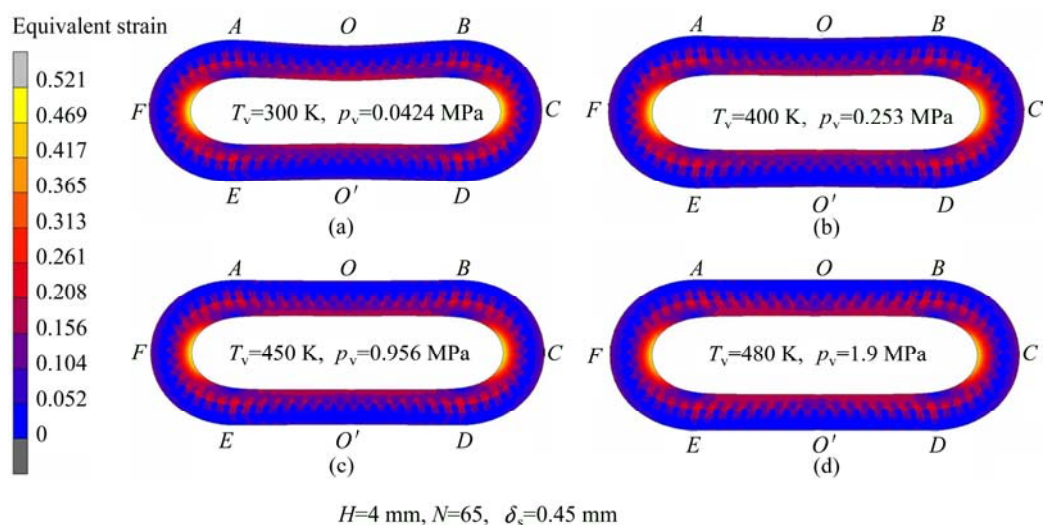 Equivalent strain
0.521
0.469
0.417
0.365
0.313
0.261
0.208
0.156
0.104
0.052
0
A O B
F C
Tv=300 K, pv=0.0424 MPa
E O′ D
(a)
A O B
F C
Tv=400 K, pv=0.253 MPa
E O′ D
(b)
A O B
F C
Tv=450 K, pv=0.956 MPa
E O′ D
(c)
A O B
F C
Tv=480 K, pv=1.9 MPa
E O′ D
(d)
H=4 mm, N=65, δs=0.45 mm